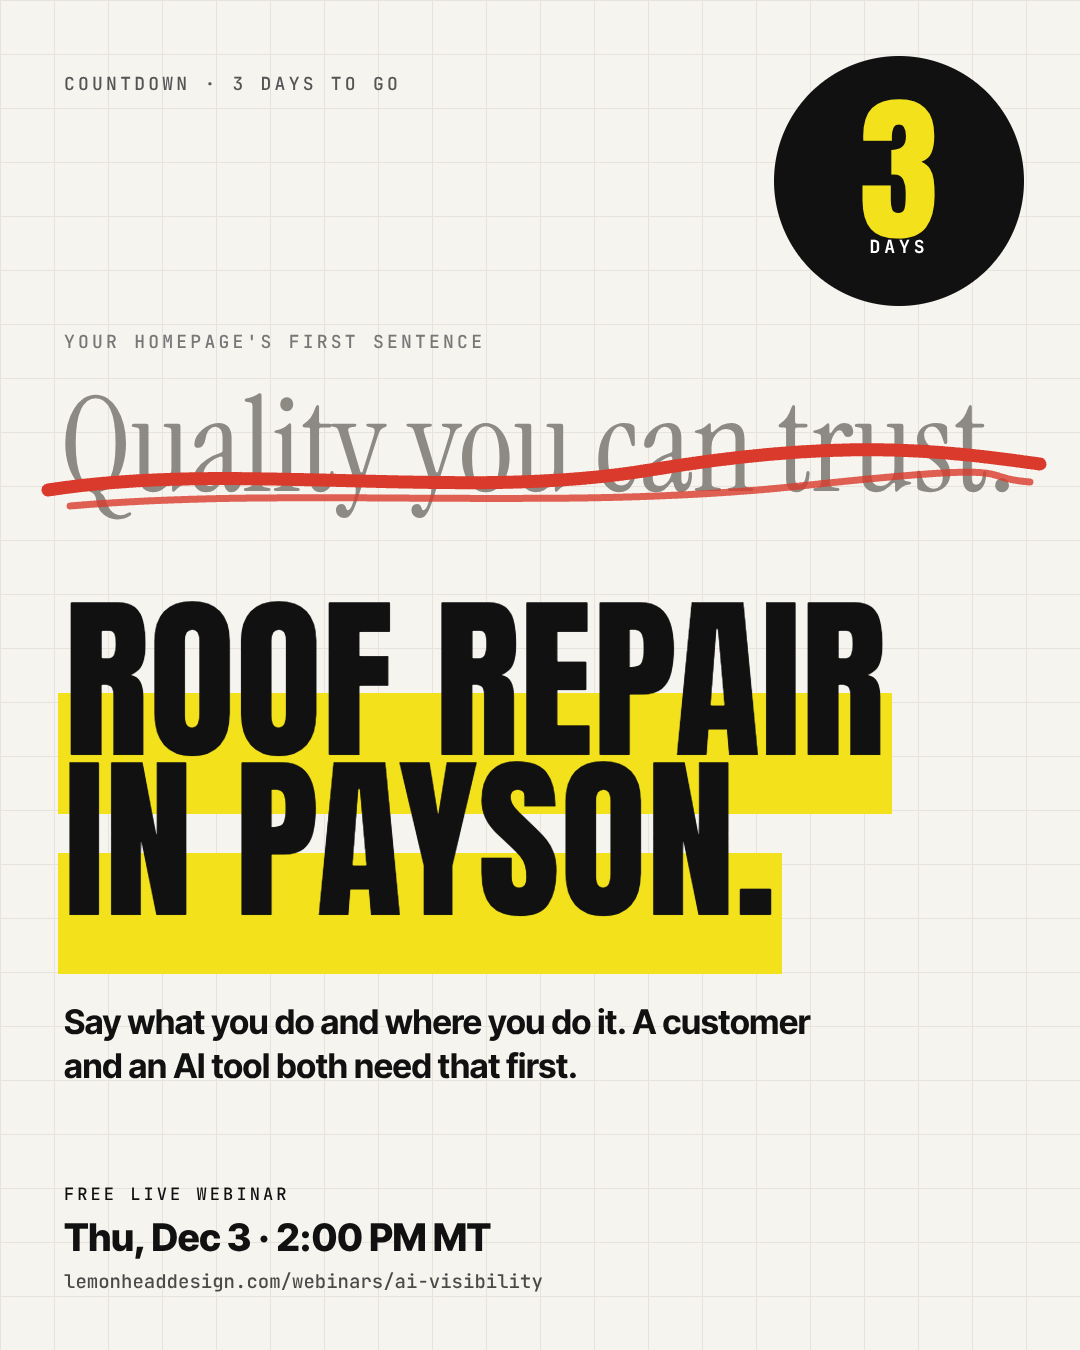 COUNTDOWN · 3 DAYS TO GO
3
DAYS
YOUR HOMEPAGE'S FIRST SENTENCE
Quality you can trust.
ROOF REPAIR
IN PAYSON.
Say what you do and where you do it. A customer
and an AI tool both need that first.
FREE LIVE WEBINAR
Thu, Dec 3 · 2:00 PM MT
lemonheaddesign.com/webinars/ai-visibility